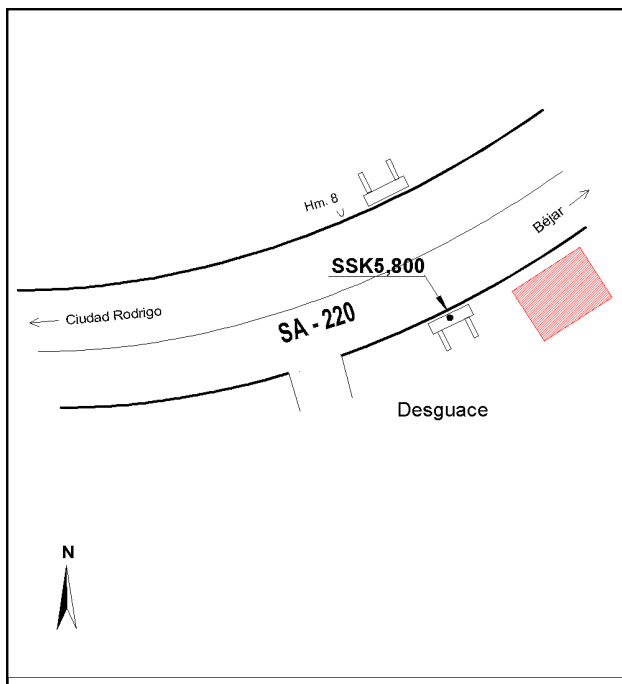 Hm. 8
Béjar
SSK5,800
Ciudad Rodrigo
SA - 220
Desguace
N